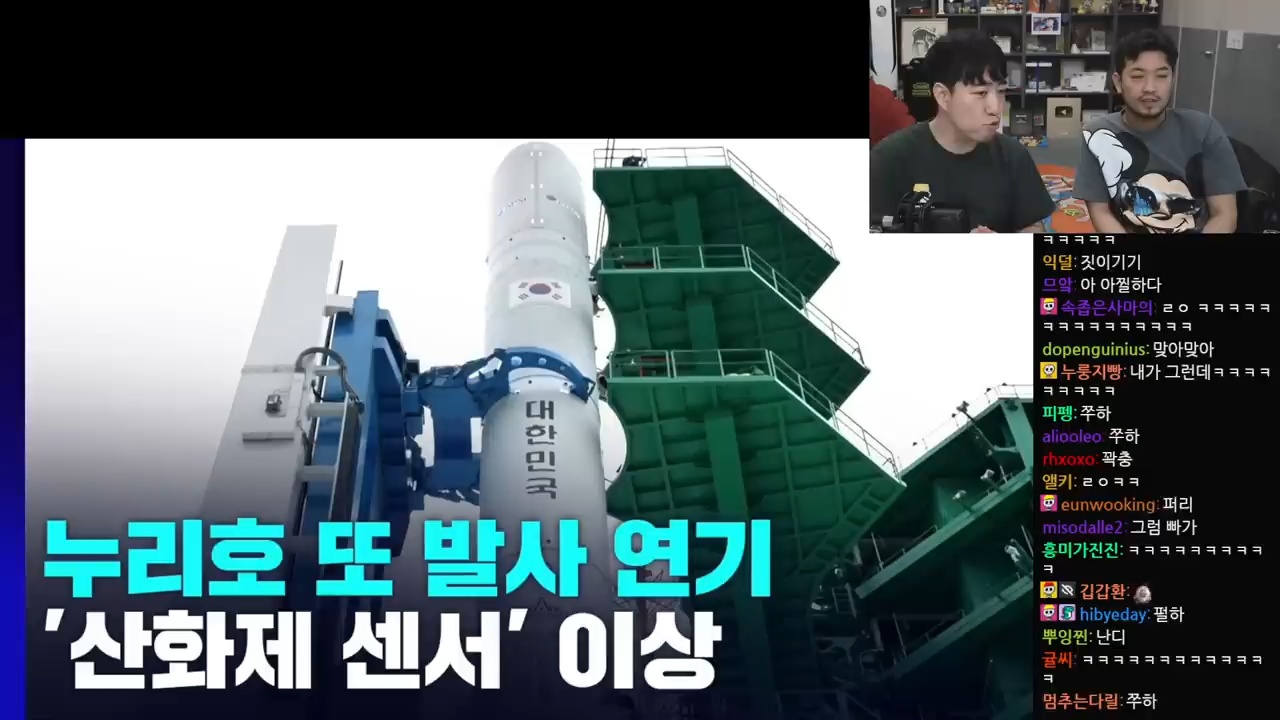 대한민국
누리호 또 발사 연기
'산화제 센서' 이상
ㅋㅋㅋㅋㅋ
익덜: 짓이기기
므앜: 아 아찔하다
속좁은사마의: ㄹㅇ ㅋㅋㅋㅋㅋ
ㅋㅋㅋㅋㅋㅋㅋㅋㅋㅋ
dopenguinius: 맞아맞아
누룽지빵: 내가 그런데ㅋㅋㅋㅋ
ㅋㅋㅋㅋㅋ
피펭: 쭈하
aliooleo: 쭈하
rhxoxo: 꽉충
앨키: ㄹㅇㅋㅋ
eunwooking: 퍼리
misodalle2: 그럼 빠가
흥미가진진: ㅋㅋㅋㅋㅋㅋㅋㅋㅋ
ㅋ
김갑환:
hibyeday: 펄하
뿌잉찐: 난디
귤씨: ㅋㅋㅋㅋㅋㅋㅋㅋㅋㅋㅋㅋ
ㅋ
멈추는다릴: 쭈하